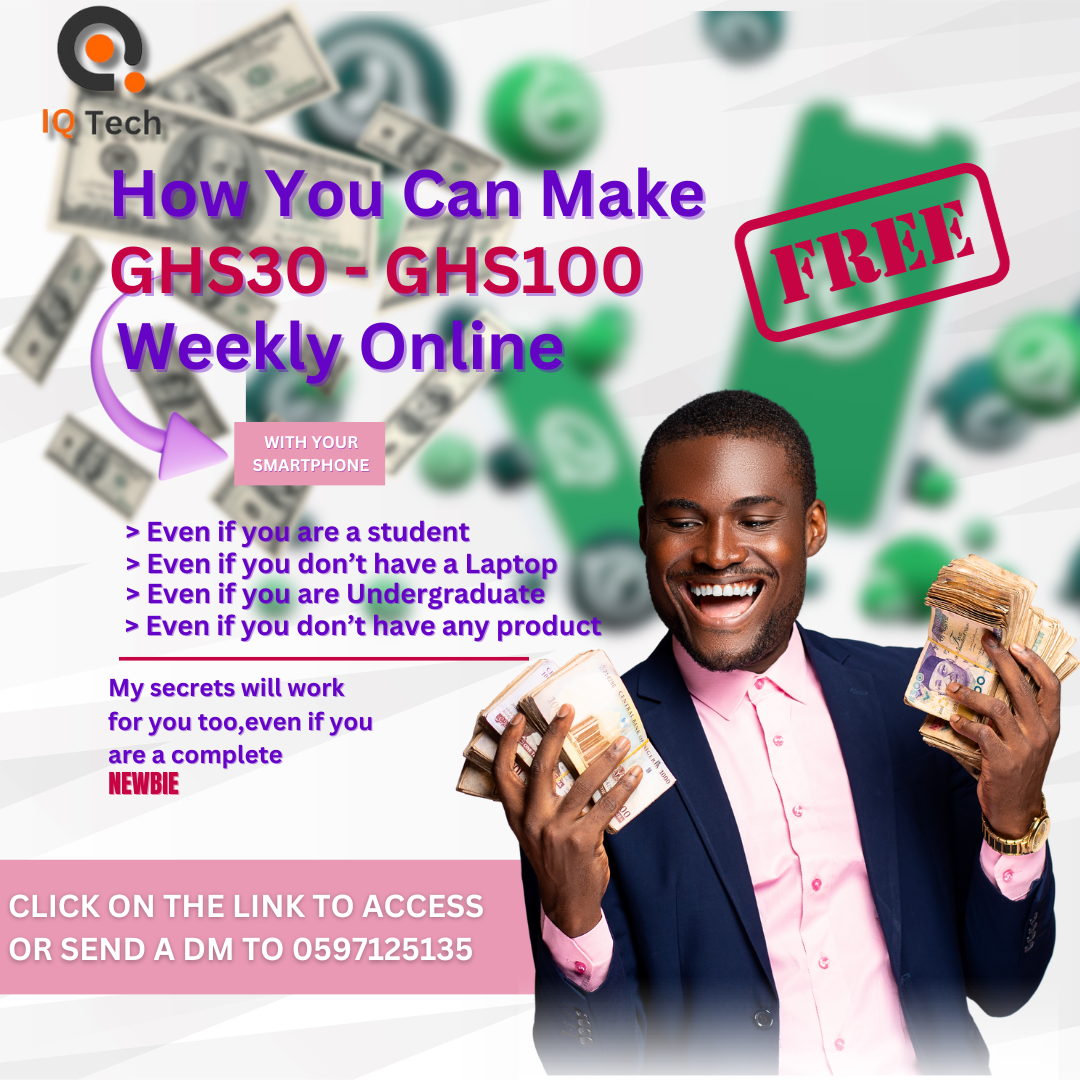 IQ Tech
How You Can Make
GHS30 - GHS100
Weekly Online
FREE
WITH YOUR
SMARTPHONE
> Even if you are a student
> Even if you don’t have a Laptop
> Even if you are Undergraduate
> Even if you don’t have any product
My secrets will work
for you too,even if you
are a complete
NEWBIE
CLICK ON THE LINK TO ACCESS
OR SEND A DM TO 0597125135